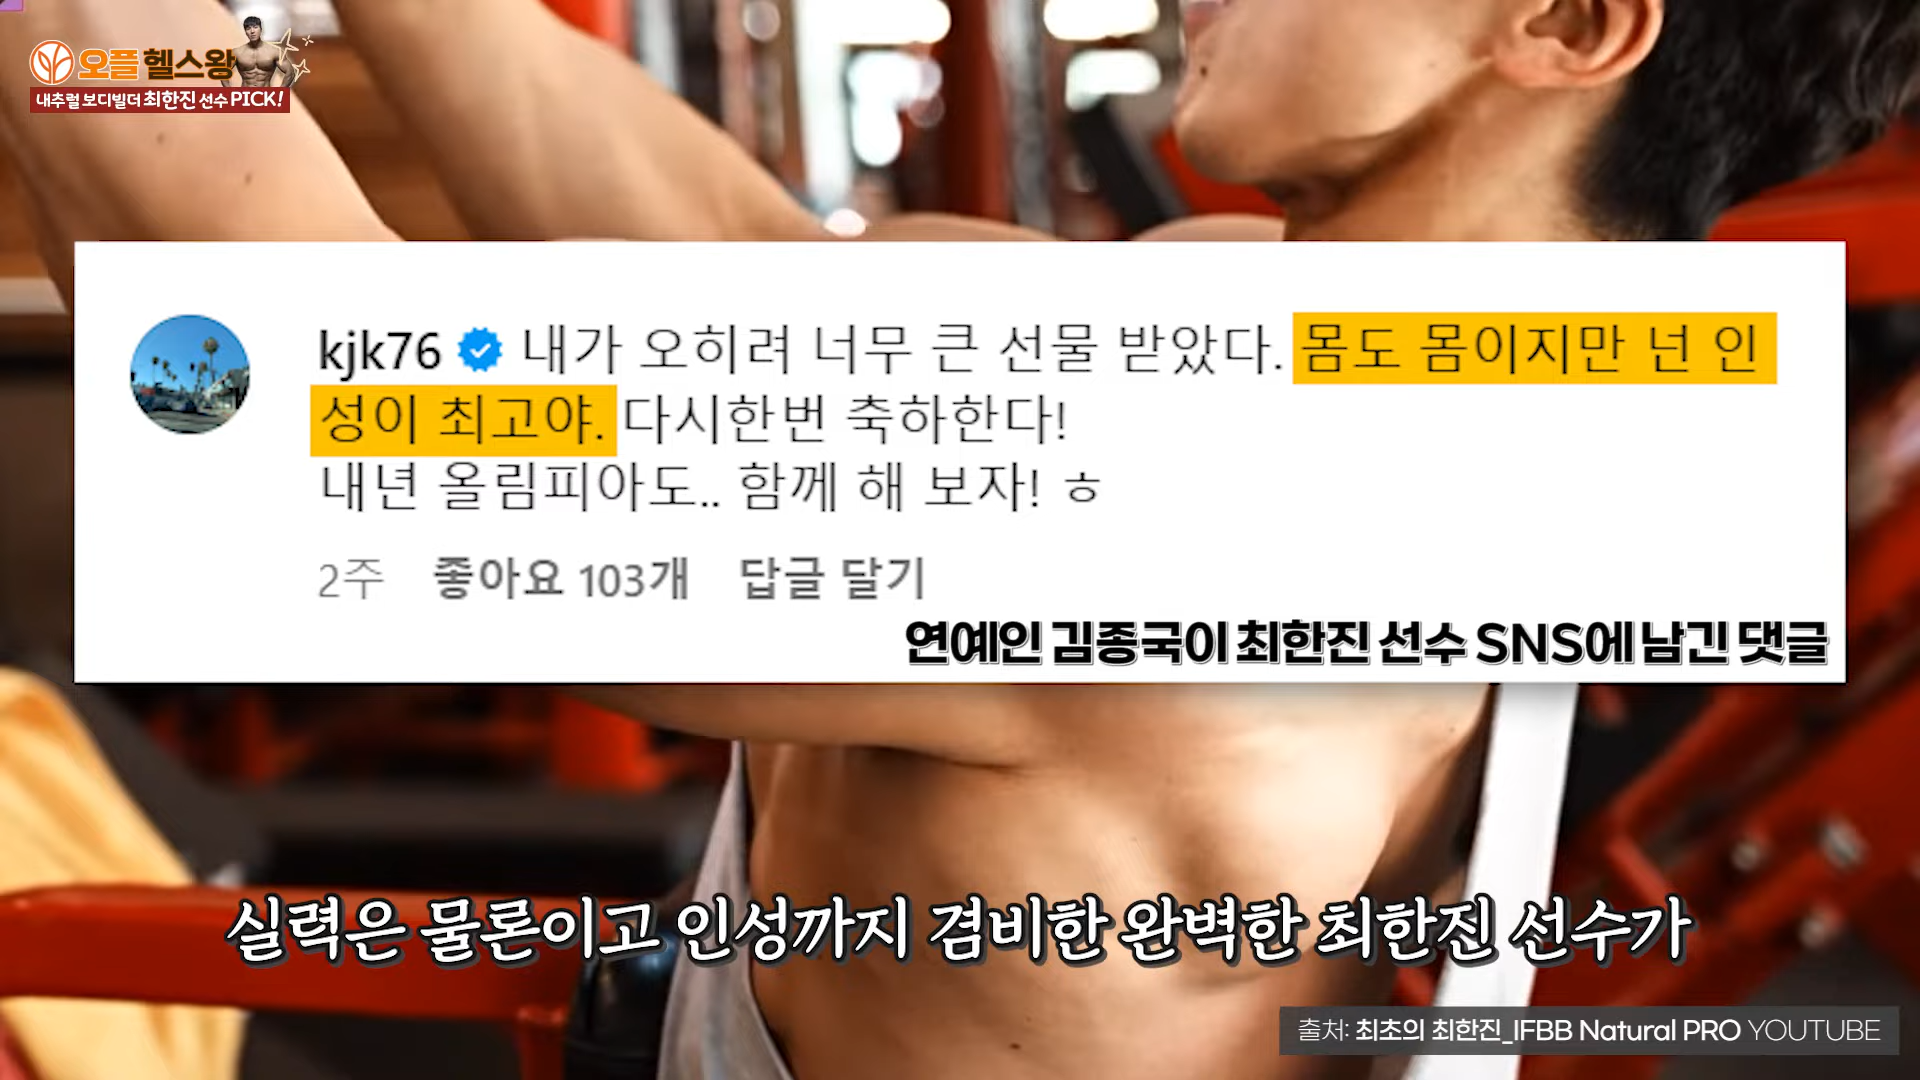 오플 헬스왕
내추럴 보디빌더 최한진 선수 PICK!
kjk76 내가 오히려 너무 큰 선물 받았다. 몸도 몸이지만 넌 인
성이 최고야. 다시한번 축하한다!
내년 올림피아도.. 함께 해 보자! ㅎ
2주 좋아요 103개 답글 달기
연예인 김종국이 최한진 선수 SNS에 남긴 댓글
실력은 물론이고 인성까지 겸비한 완벽한 최한진 선수가
출처: 최초의 최한진_IFBB Natural PRO YOUTUBE